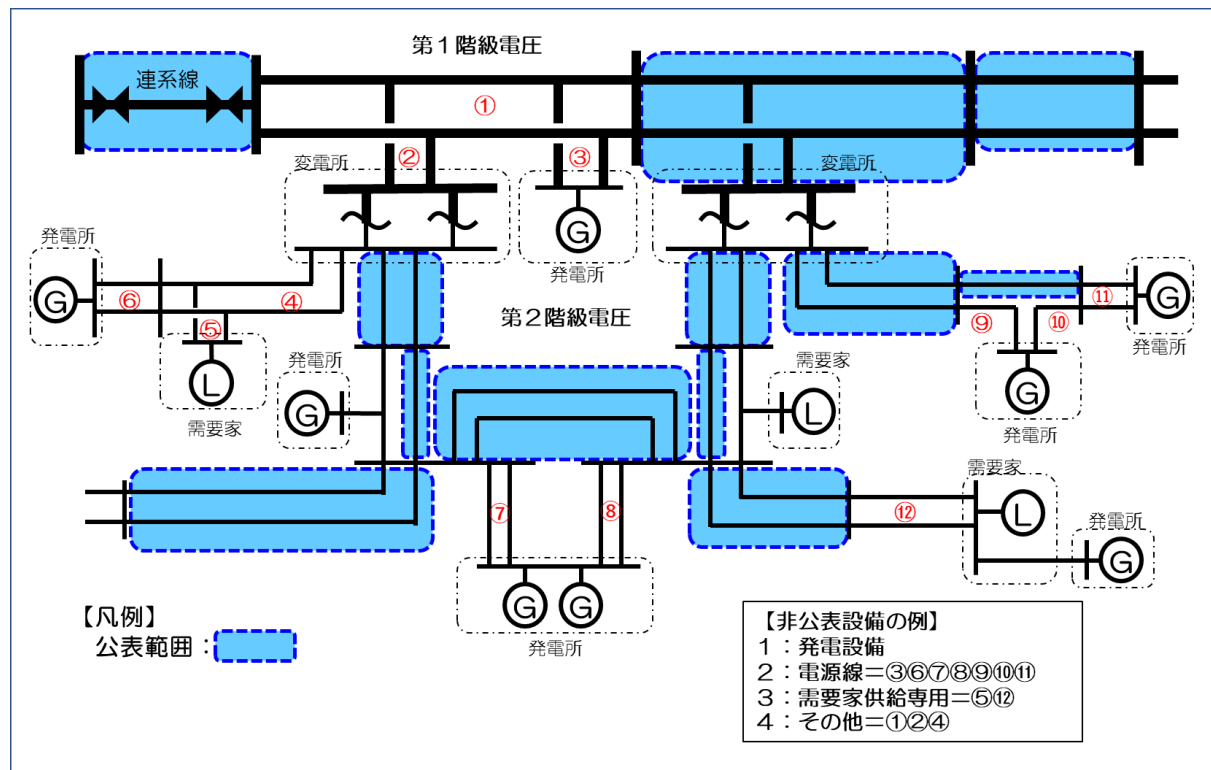 第1階級電圧
連系線
①
変電所
②
③
変電所
発電所
G
発電所
G
⑥
④
⑤
L
需要家
第2階級電圧
⑨
⑩
⑪
発電所
G
発電所
G
発電所
G
発電所
需要家
L
⑦
⑧
G
G
発電所
⑫
需要家
L
発電所
G
【凡例】
公表範囲:
【非公表設備の例】
1:発電設備
2:電源線=③⑥⑦⑧⑨⑩⑪
3:需要家供給専用=⑤⑫
4:その他=①②④